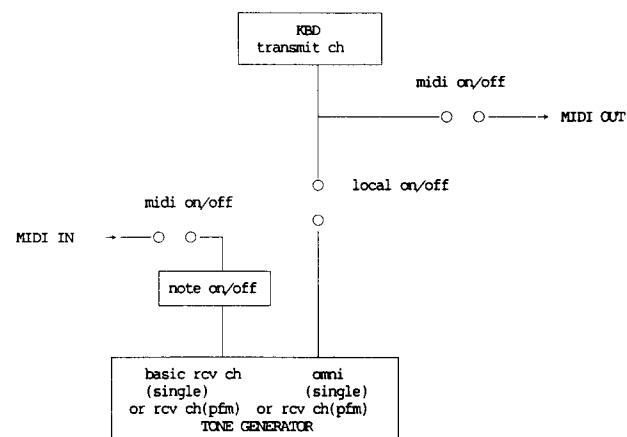 KBD
transmit ch
midi on/off
MIDI OUT
local on/off
midi on/off
MIDI IN
note on/off
basic rcv ch omni
(single) (single)
or rcv ch(pfm) or rcv ch(pfm)
TONE GENERATOR